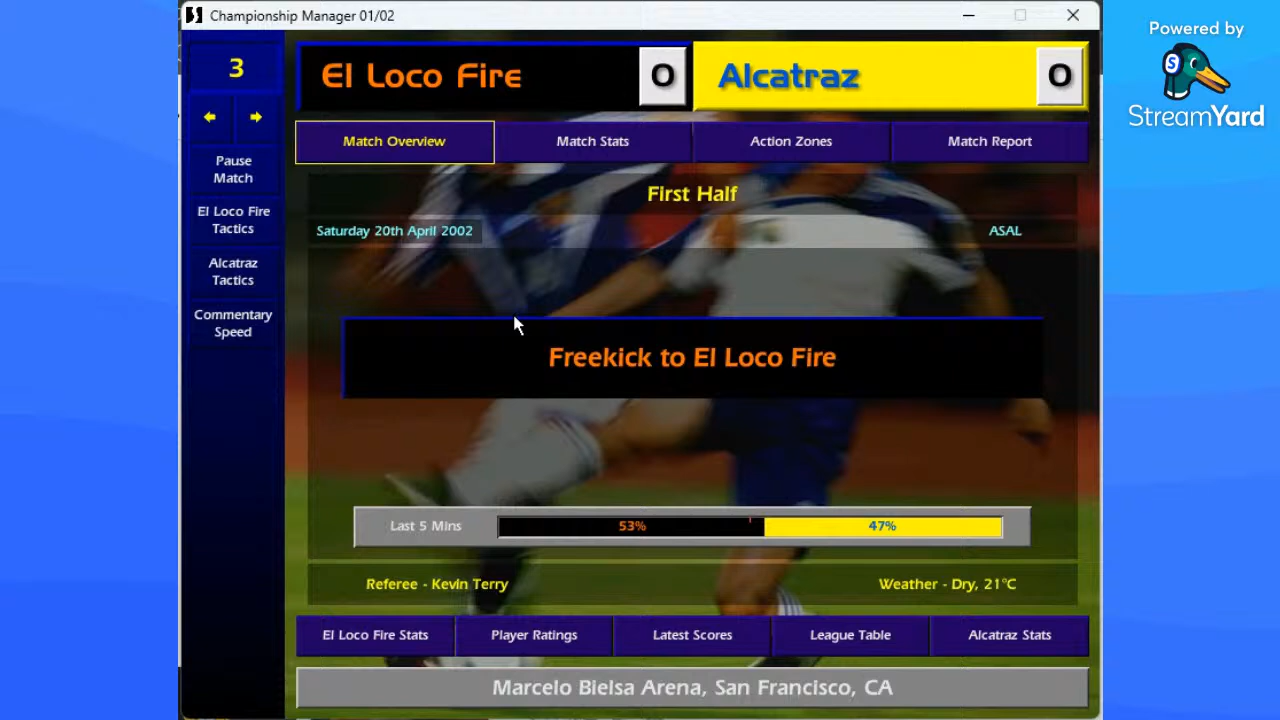 Championship Manager 01/02
Powered by
StreamYard
3
El Loco Fire 0
Alcatraz 0
Pause
Match
El Loco Fire
Tactics
Alcatraz
Tactics
Commentary
Speed
Match Overview
Match Stats
Action Zones
Match Report
First Half
Saturday 20th April 2002
ASAL
Freekick to El Loco Fire
Last 5 Mins 53% 47%
Referee - Kevin Terry
Weather - Dry, 21°C
El Loco Fire Stats
Player Ratings
Latest Scores
League Table
Alcatraz Stats
Marcelo Bielsa Arena, San Francisco, CA